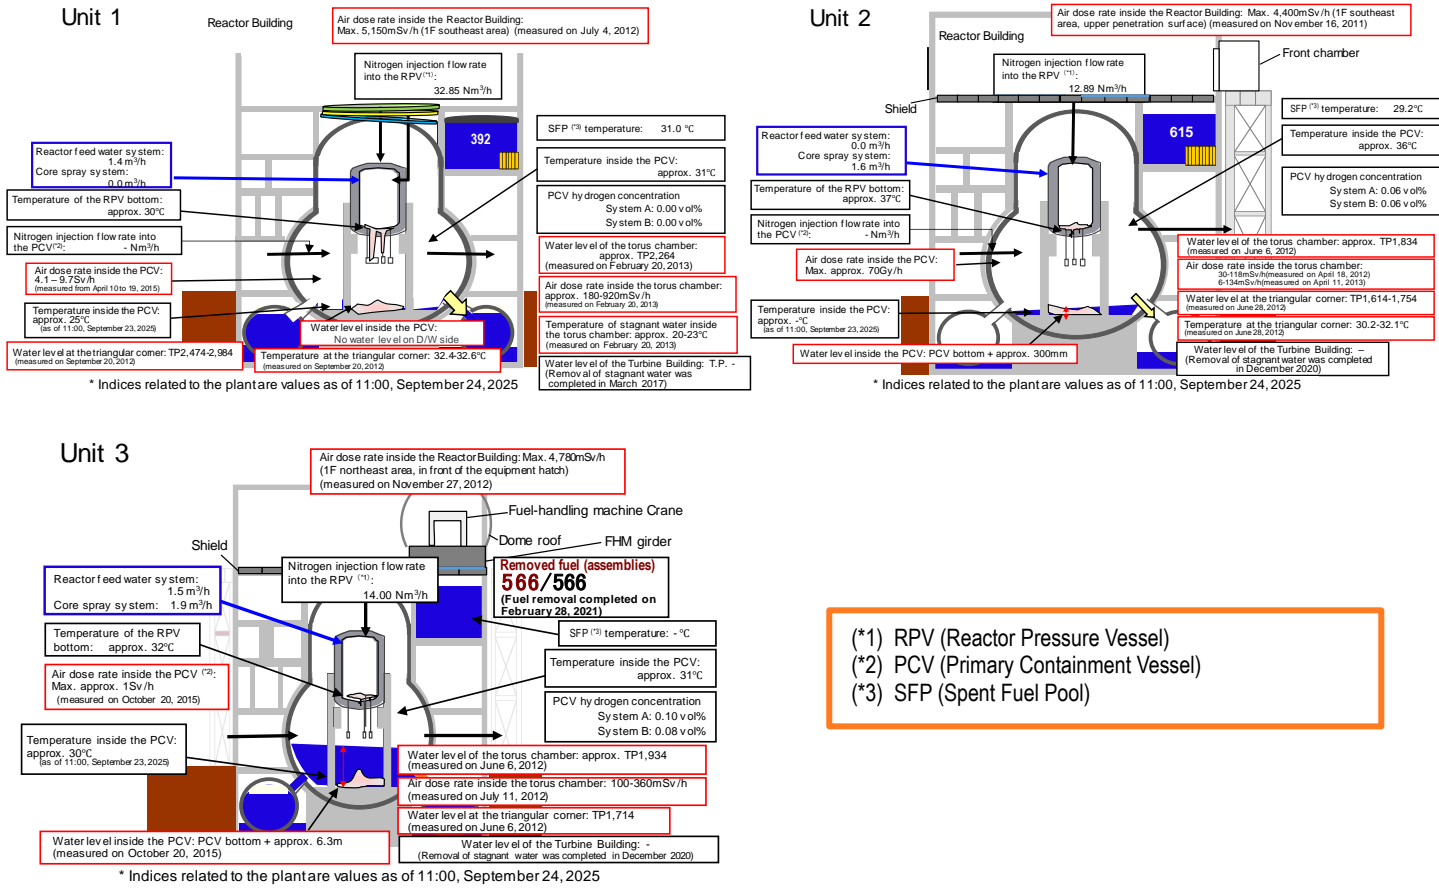 Unit 1
Reactor Building
Air dose rate inside the Reactor Building:
Max. 5,150mSv/h (1F southeast area) (measured on July 4, 2012)
Nitrogen injection flow rate
into the RPV(*1):
32.85 Nm3/h
392
SFP (*3) temperature: 31.0 ℃
Reactor feed water system:
1.4 m3/h
Core spray system:
0.0 m3/h
Temperature inside the PCV:
approx. 31℃
Temperature of the RPV bottom:
approx. 30℃
PCV hydrogen concentration
System A: 0.00 vol%
System B: 0.00 vol%
Nitrogen injection flow rate into
the PCV(*2): - Nm3/h
Water level of the torus chamber:
approx. TP2,264
(measured on February 20, 2013)
Air dose rate inside the PCV:
4.1 – 9.7Sv/h
(measured from April 10 to 19, 2015)
Air dose rate inside the torus chamber:
approx. 180-920mSv/h
(measured on February 20, 2013)
Temperature inside the PCV:
approx. 25℃
(as of 11:00, September 23, 2025)
Water level inside the PCV:
No water level on D/W side
Temperature of stagnant water inside
the torus chamber: approx. 20-23℃
(measured on February 20, 2013)
Water level at the triangular corner: TP2,474-2,984
(measured on September 20, 2012)
Temperature at the triangular corner: 32.4-32.6℃
(measured on September 20, 2012)
Water level of the Turbine Building: T.P. -
(Removal of stagnant water was
completed in March 2017)
* Indices related to the plant are values as of 11:00, September 24, 2025
Unit 2
Reactor Building
Air dose rate inside the Reactor Building: Max. 4,400mSv/h (1F southeast
area, upper penetration surface) (measured on November 16, 2011)
Front chamber
Nitrogen injection flow rate
into the RPV (*1):
12.89 Nm3/h
Shield
615
SFP (*3) temperature: 29.2℃
Reactor feed water system:
0.0 m3/h
Core spray system:
1.6 m3/h
Temperature inside the PCV:
approx. 36℃
Temperature of the RPV bottom:
approx. 37℃
PCV hydrogen concentration
System A: 0.06 vol%
System B: 0.06 vol%
Nitrogen injection flow rate into
the PCV(*2): - Nm3/h
Water level of the torus chamber: approx. TP1,834
(measured on June 6, 2012)
Air dose rate inside the PCV:
Max. approx. 70Gy/h
Air dose rate inside the torus chamber:
30-118mSv/h(measured on April 18, 2012)
6-134mSv/h(measured on April 11, 2013)
Temperature inside the PCV:
approx. -℃
(as of 11:00, September 23, 2025)
Water level at the triangular corner: TP1,614-1,754
(measured on June 28, 2012)
Temperature at the triangular corner: 30.2-32.1℃
(measured on June 28, 2012)
Water level inside the PCV: PCV bottom + approx. 300mm
Water level of the Turbine Building: –
(Removal of stagnant water was completed
in December 2020)
* Indices related to the plant are values as of 11:00, September 24, 2025
Unit 3
Air dose rate inside the Reactor Building: Max. 4,780mSv/h
(1F northeast area, in front of the equipment hatch)
(measured on November 27, 2012)
Fuel-handling machine Crane
Dome roof
FHM girder
Shield
Nitrogen injection flow rate
into the RPV (*1):
14.00 Nm3/h
Removed fuel (assemblies)
566/566
(Fuel removal completed on
February 28, 2021)
Reactor feed water system:
1.5 m3/h
Core spray system: 1.9 m3/h
SFP (*3) temperature: - ℃
Temperature of the RPV
bottom: approx. 32℃
Temperature inside the PCV:
approx. 31℃
Air dose rate inside the PCV (*2):
Max. approx. 1Sv/h
(measured on October 20, 2015)
PCV hydrogen concentration
System A: 0.10 vol%
System B: 0.08 vol%
Temperature inside the PCV:
approx. 30℃
(as of 11:00, September 23, 2025)
Water level of the torus chamber: approx. TP1,934
(measured on June 6, 2012)
Air dose rate inside the torus chamber: 100-360mSv/h
(measured on July 11, 2012)
Water level at the triangular corner: TP1,714
(measured on June 6, 2012)
Water level inside the PCV: PCV bottom + approx. 6.3m
(measured on October 20, 2015)
Water level of the Turbine Building: -
(Removal of stagnant water was completed in December 2020)
* Indices related to the plant are values as of 11:00, September 24, 2025
(*1) RPV (Reactor Pressure Vessel)
(*2) PCV (Primary Containment Vessel)
(*3) SFP (Spent Fuel Pool)